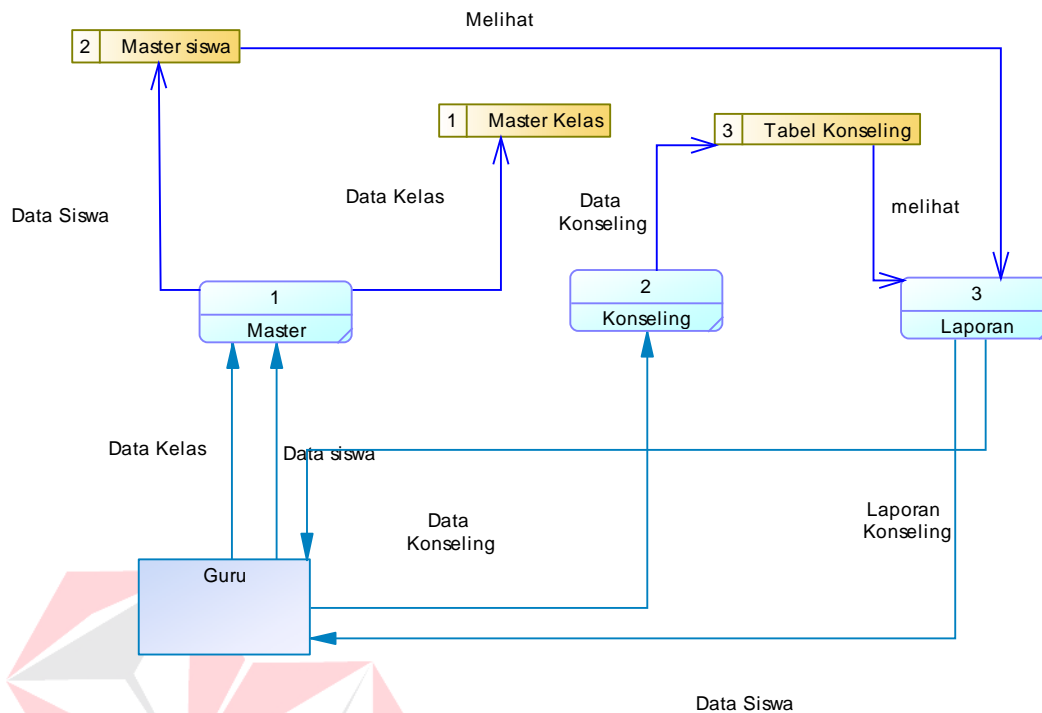 Melihat
2 Master siswa
1 Master Kelas
3 Tabel Konseling
Data Siswa
Data Kelas
Data
Konseling
melihat
1
Master
2
Konseling
3
Laporan
Data Kelas
Data siswa
Data
Konseling
Laporan
Konseling
Guru
Data Siswa